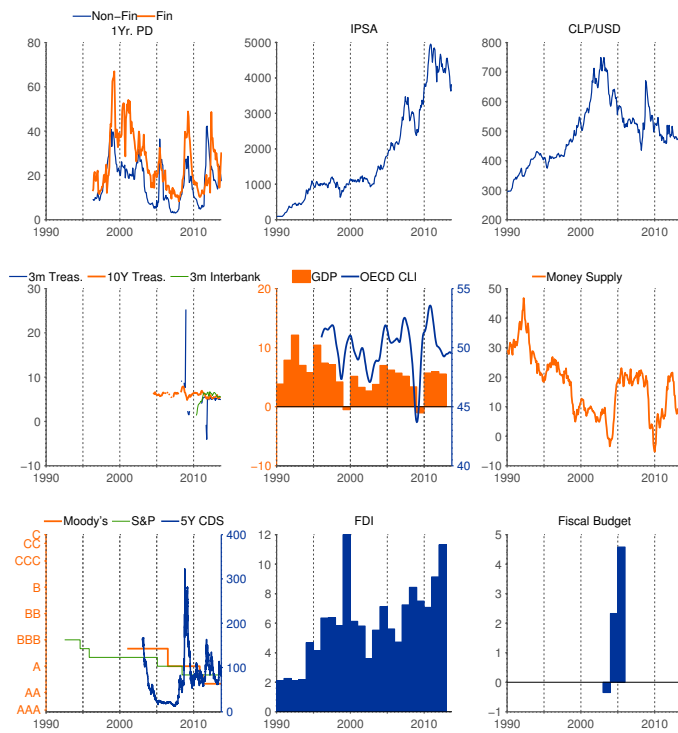 Non−Fin Fin
1Yr. PD
IPSA
CLP/USD
80
60
40
20
0
1990 2000 2010
5000
4000
3000
2000
1000
0
1990 2000 2010
800
700
600
500
400
300
200
1990 2000 2010
3m Treas. 10Y Treas. 3m Interbank
30
25
20
15
10
5
0
−10
1990 2000 2010
GDP OECD CLI
20
10
0
−10
55
50
45
40
1990 2000 2010
Money Supply
50
40
30
20
10
0
−10
1990 2000 2010
Moody's S&P 5Y CDS
C
CC
CCC
B
BB
BBB
A
AA
AAA
400
300
200
100
0
1990 2000 2010
FDI
12
10
8
6
4
2
0
1990 2000 2010
Fiscal Budget
5
4
3
2
1
0
−1
1990 2000 2010